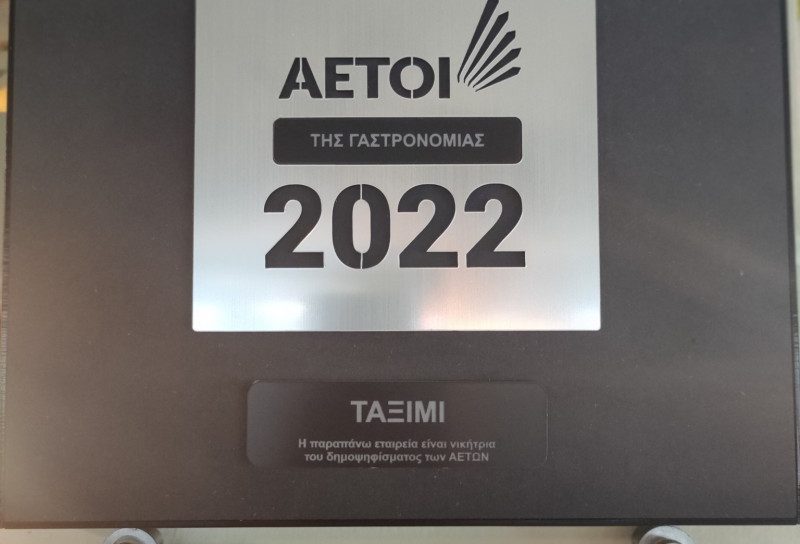 ΑΕΤΟΙ
ΤΗΣ ΓΑΣΤΡΟΝΟΜΙΑΣ
2022
ΤΑΞΙΜΙ
Η παραπάνω εταιρεία είναι νικήτρια
του δημοψηφίσματος των ΑΕΤΩΝ